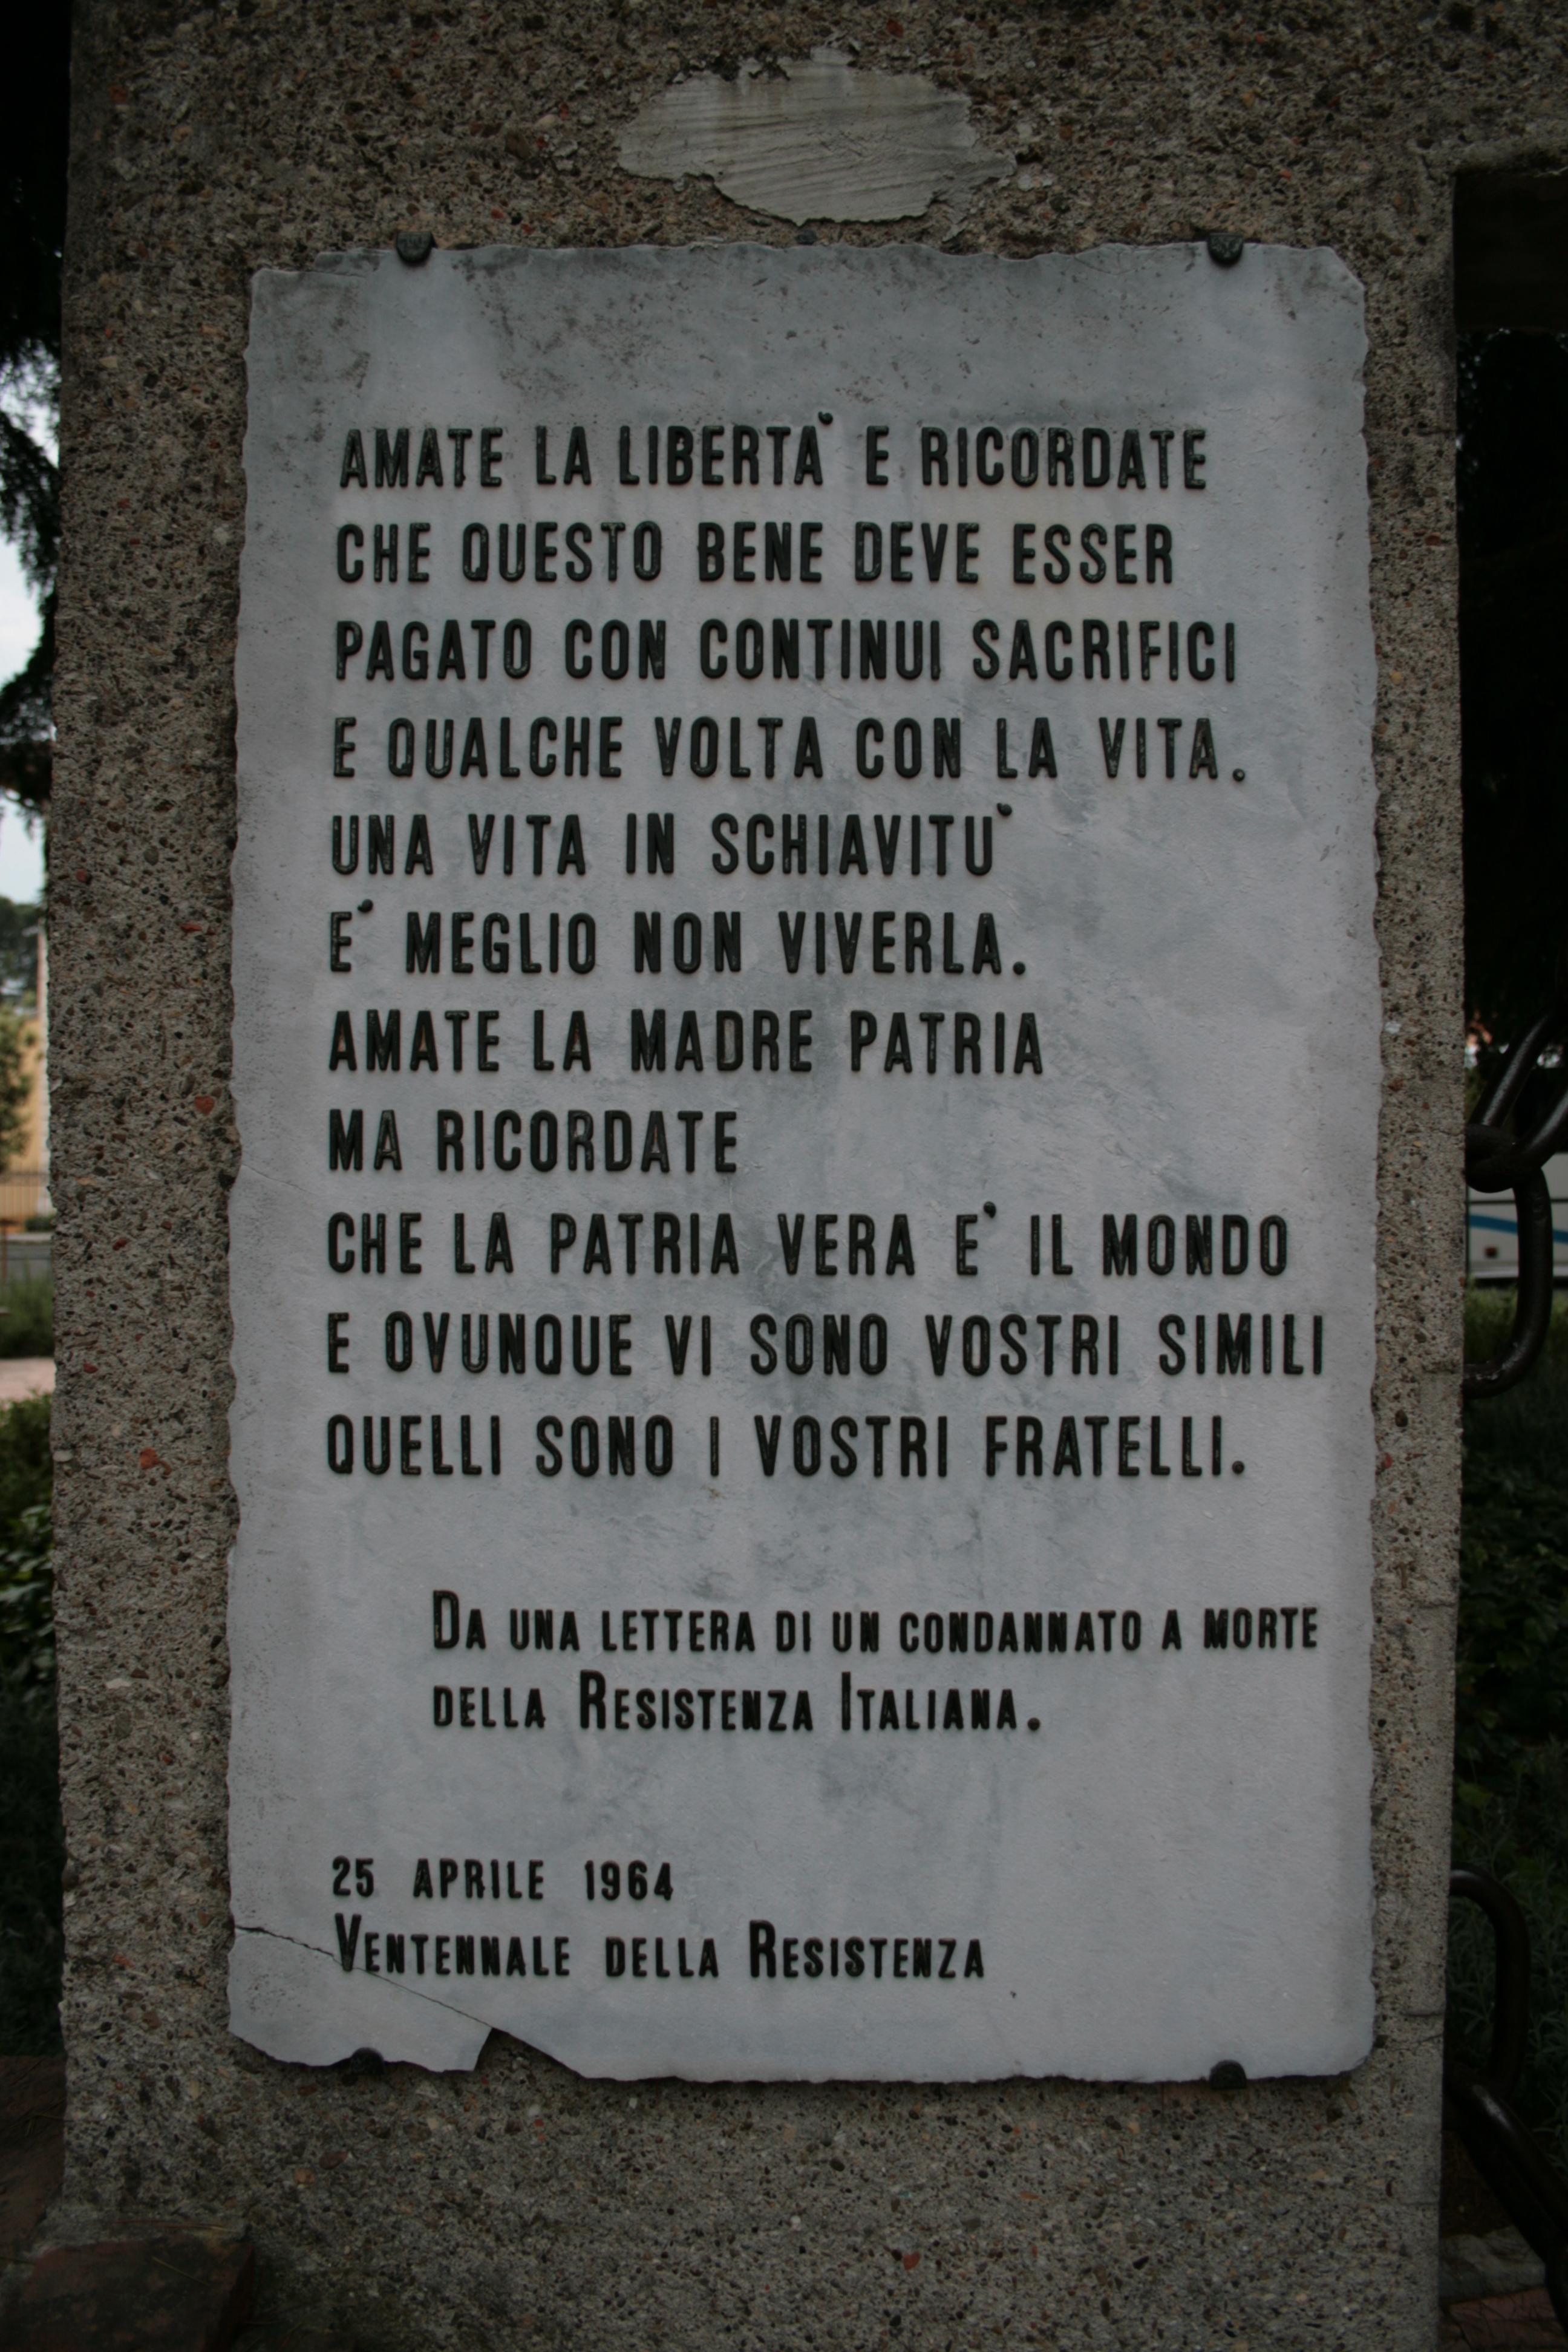 AMATE LA LIBERTÀ E RICORDATE
CHE QUESTO BENE DEVE ESSER
PAGATO CON CONTINUI SACRIFICI
E QUALCHE VOLTA CON LA VITA.
UNA VITA IN SCHIAVITÙ
E' MEGLIO NON VIVERLA.
AMATE LA MADRE PATRIA
MA RICORDATE
CHE LA PATRIA VERA E' IL MONDO
E OVUNQUE VI SONO VOSTRI SIMILI
QUELLI SONO I VOSTRI FRATELLI.
DA UNA LETTERA DI UN CONDANNATO A MORTE
DELLA RESISTENZA ITALIANA.
25 APRILE 1964
VENTENNALE DELLA RESISTENZA